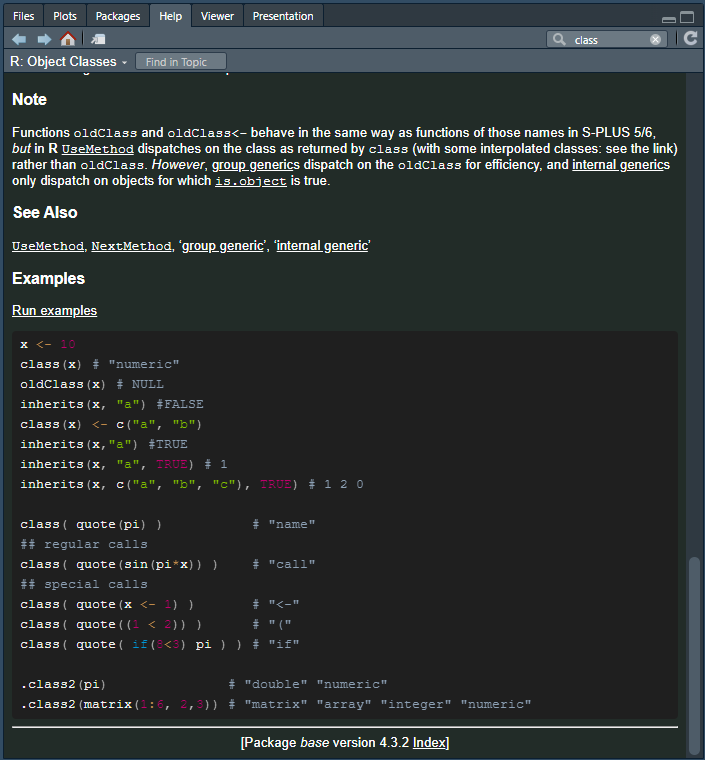 Files Plots Packages Help Viewer Presentation
class
R: Object Classes Find in Topic
Note
Functions oldClass and oldClass<- behave in the same way as functions of those names in S-PLUS 5/6,
but in R UseMethod dispatches on the class as returned by class (with some interpolated classes: see the link)
rather than oldClass. However, group generics dispatch on the oldClass for efficiency, and internal generics
only dispatch on objects for which is.object is true.
See Also
UseMethod, NextMethod, ‘group generic’, ‘internal generic’
Examples
Run examples
x <- 10
class(x) # "numeric"
oldClass(x) # NULL
inherits(x, "a") #FALSE
class(x) <- c("a", "b")
inherits(x,"a") #TRUE
inherits(x, "a", TRUE) # 1
inherits(x, c("a", "b", "c"), TRUE) # 1 2 0
class( quote(pi) )           # "name"
## regular calls
class( quote(sin(pi*x)) )    # "call"
## special calls
class( quote(x <- 1) )       # "<-"
class( quote((1 < 2)) )      # "("
class( quote( if(8<3) pi ) ) # "if"
.class2(pi)               # "double" "numeric"
.class2(matrix(1:6, 2,3)) # "matrix" "array" "integer" "numeric"
[Package base version 4.3.2 Index]